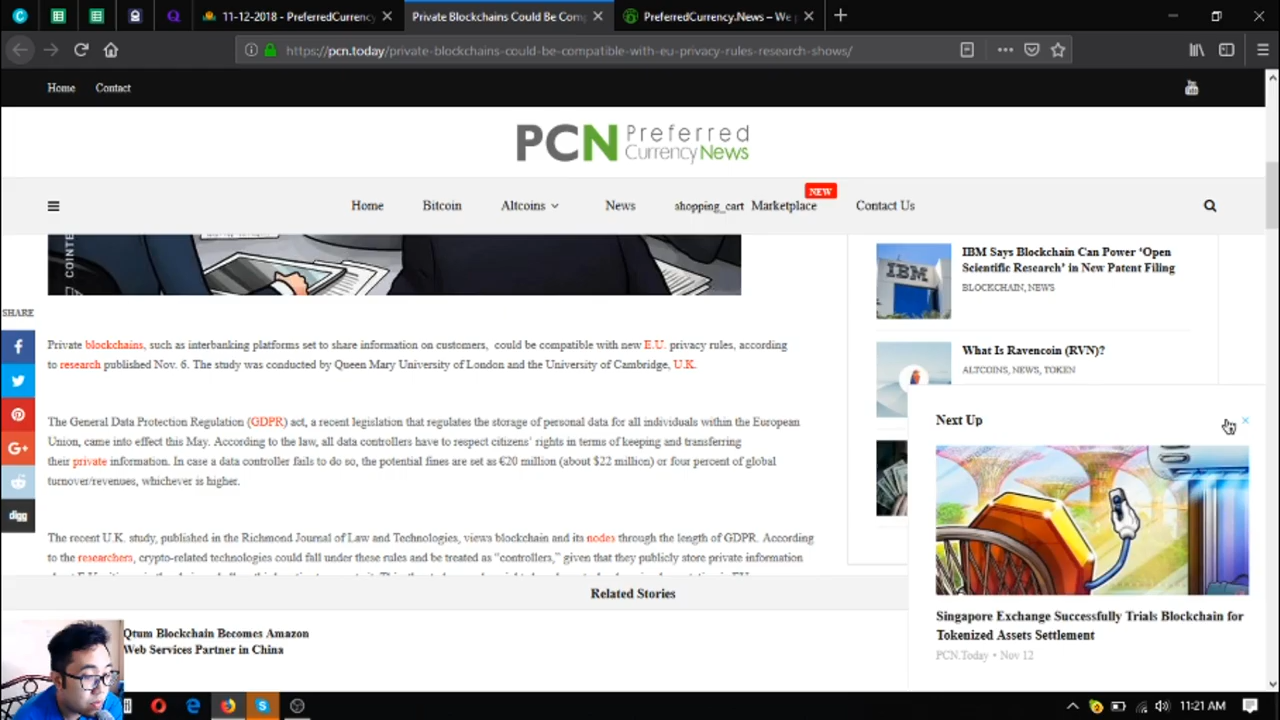 11-12-2018 - PreferredCurrency
Private Blockchains Could Be Comp
PreferredCurrency.News – We p
https://pcn.today/private-blockchains-could-be-compatible-with-eu-privacy-rules-research-shows/
Home Contact
PCN Preferred
Currency News
NEW
Home Bitcoin Altcoins News shopping_cart Marketplace Contact Us
COINTE
IBM
IBM Says Blockchain Can Power ‘Open
Scientific Research’ in New Patent Filing
BLOCKCHAIN, NEWS
SHARE
Private blockchains, such as interbanking platforms set to share information on customers, could be compatible with new E.U. privacy rules, according
to research published Nov. 6. The study was conducted by Queen Mary University of London and the University of Cambridge, U.K.
What Is Ravencoin (RVN)?
ALTCOINS, NEWS, TOKEN
The General Data Protection Regulation (GDPR) act, a recent legislation that regulates the storage of personal data for all individuals within the European
Union, came into effect this May. According to the law, all data controllers have to respect citizens’ rights in terms of keeping and transferring
their private information. In case a data controller fails to do so, the potential fines are set as €20 million (about $22 million) or four percent of global
turnover/revenues, whichever is higher.
digg
The recent U.K. study, published in the Richmond Journal of Law and Technologies, views blockchain and its nodes through the length of GDPR. According
to the researchers, crypto-related technologies could fall under these rules and be treated as “controllers,” given that they publicly store private information
Next Up
Singapore Exchange Successfully Trials Blockchain for
Tokenized Assets Settlement
PCN.Today • Nov 12
Related Stories
Qtum Blockchain Becomes Amazon
Web Services Partner in China
11:21 AM